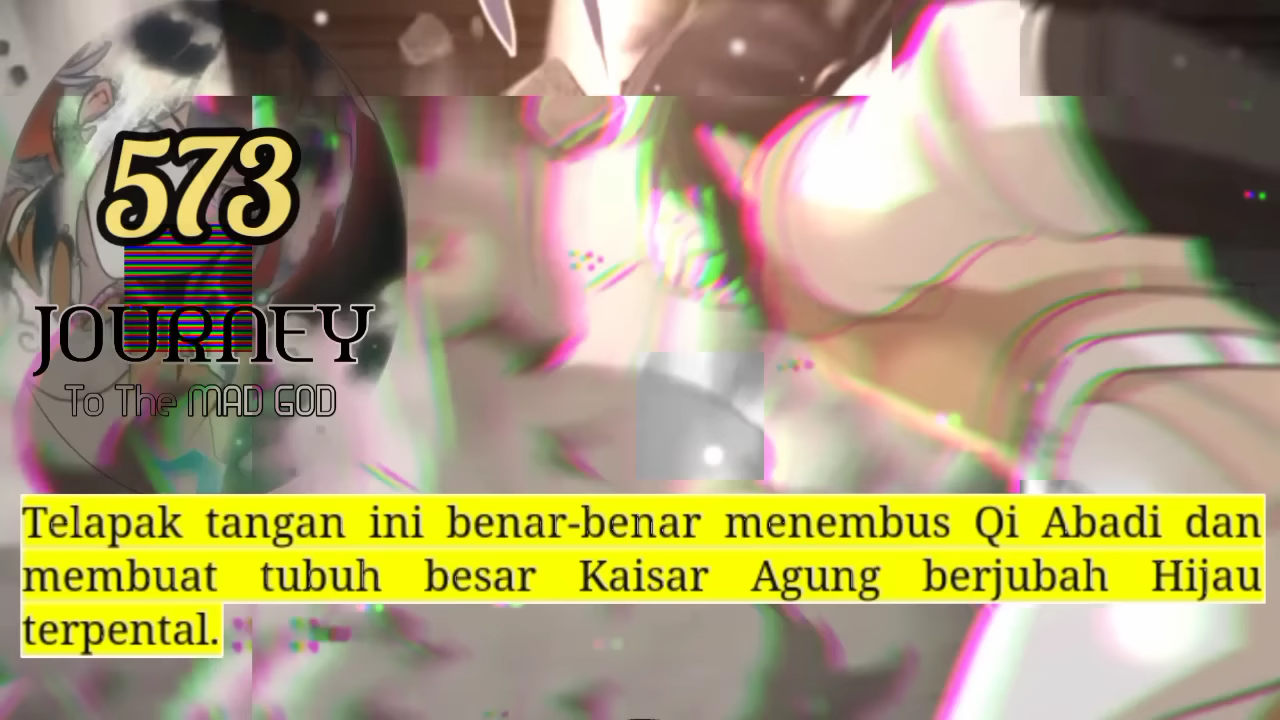 573
JOURNEY
To The MAD GOD
Telapak tangan ini benar-benar menembus Qi Abadi dan
membuat tubuh besar Kaisar Agung berjubah Hijau
terpental.